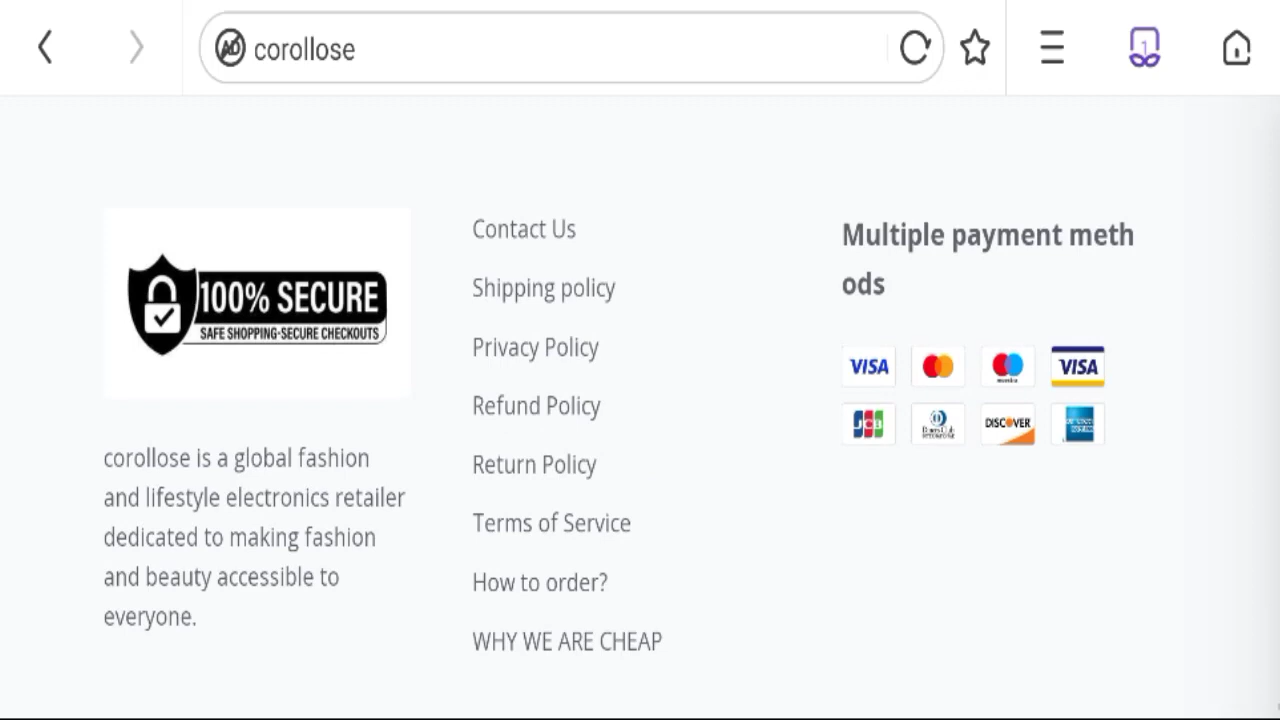 corollose
1
100% SECURE
SAFE SHOPPING-SECURE CHECKOUTS
corollose is a global fashion
and lifestyle electronics retailer
dedicated to making fashion
and beauty accessible to
everyone.
Contact Us
Shipping policy
Privacy Policy
Refund Policy
Return Policy
Terms of Service
How to order?
WHY WE ARE CHEAP
Multiple payment meth
ods
VISA
VISA
JCB
DISCOVER